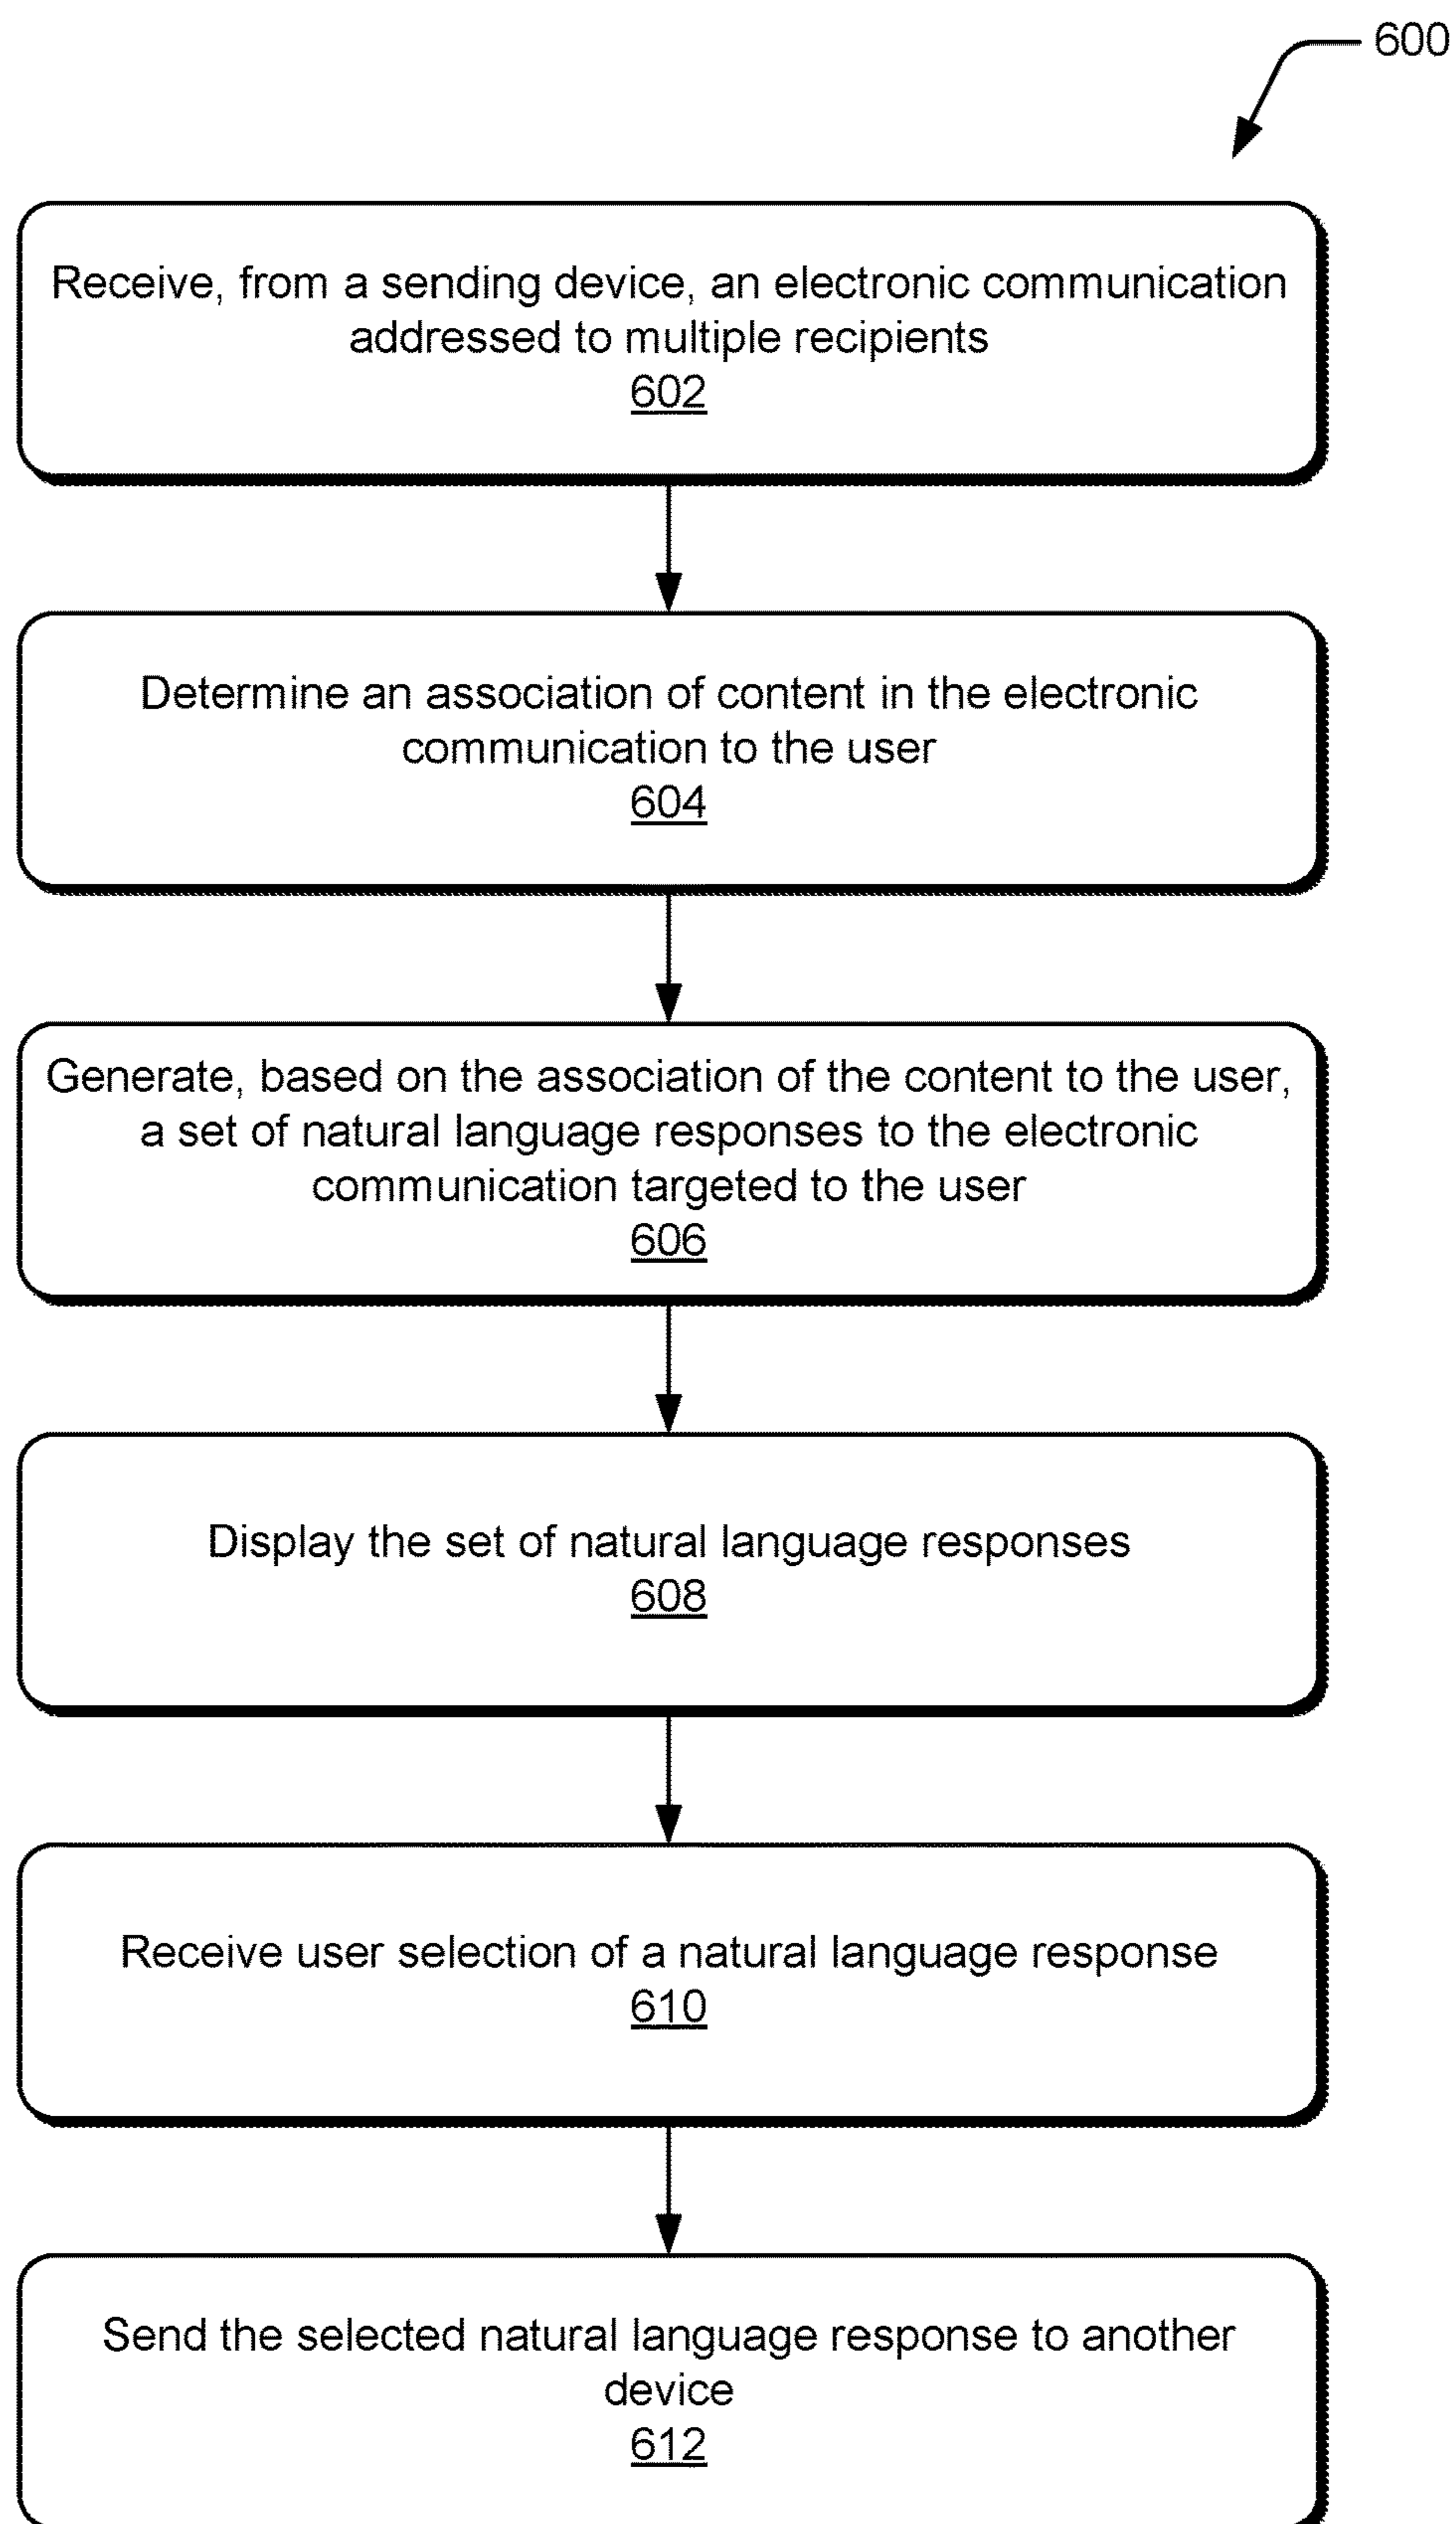 600
Receive, from a sending device, an electronic communication
addressed to multiple recipients
602
Determine an association of content in the electronic
communication to the user
604
Generate, based on the association of the content to the user,
a set of natural language responses to the electronic
communication targeted to the user
606
Display the set of natural language responses
608
Receive user selection of a natural language response
610
Send the selected natural language response to another
device
612